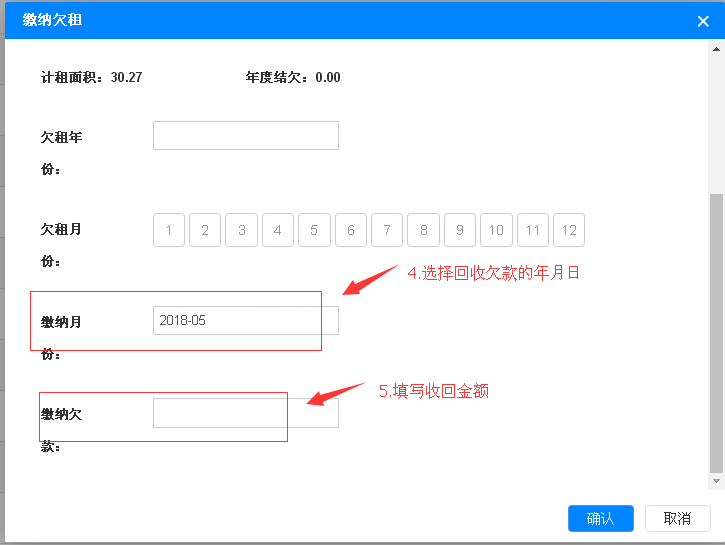 缴纳欠租
计租面积：30.27 年度结欠：0.00
欠租年
份：
欠租月 1 2 3 4 5 6 7 8 9 10 11 12
份：
4.选择回收欠款的年月日
缴纳月 2018-05
份：
5.填写收回金额
缴纳欠
款：
确认 取消